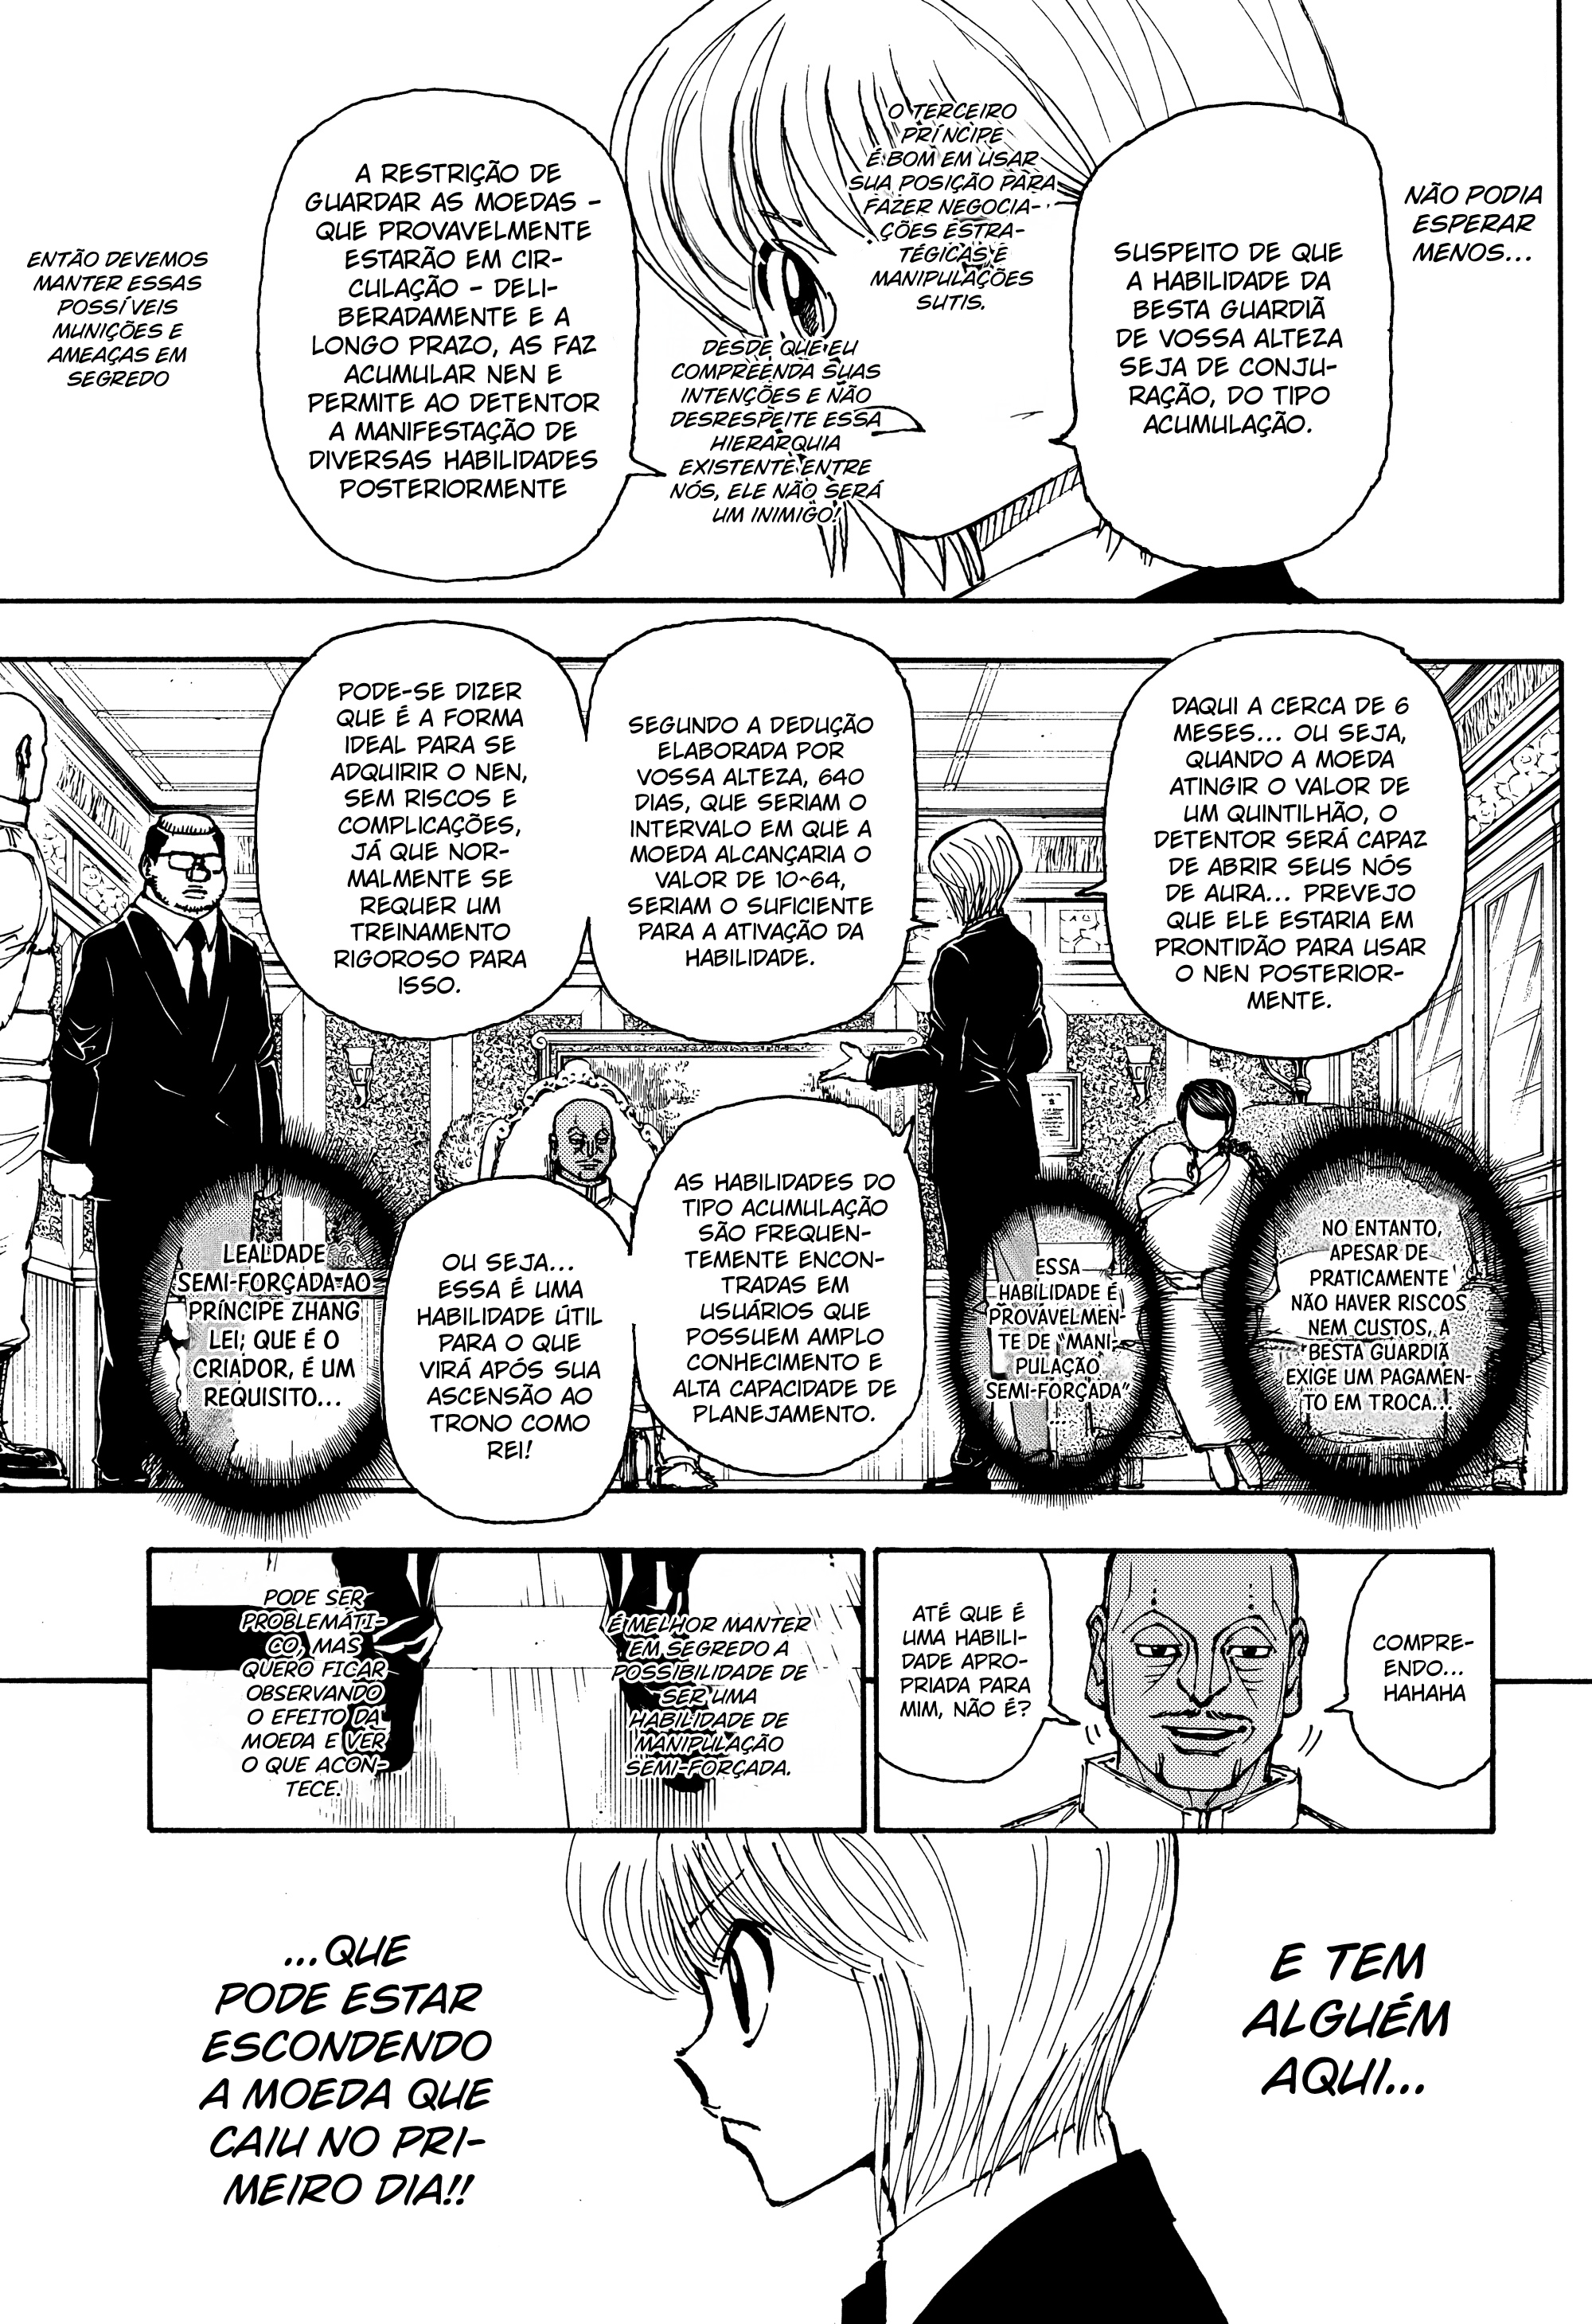 NÃO PODIA
ESPERAR
MENOS...
SUSPEITO DE QUE
A HABILIDADE DA
BESTA GUARDIÃ
DE VOSSA ALTEZA
SEJA DE CONJU-
RAÇÃO, DO TIPO
ACUMULAÇÃO.
O TERCEIRO
PRÍNCIPE
É BOM EM USAR
SUA POSIÇÃO PARA
FAZER NEGOCIA-
ÇÕES ESTRA-
TÉGICAS E
MANIPULAÇÕES
SUTIS.
DESDE QUE EU
COMPREENDA SUAS
INTENÇÕES E NÃO
DESRESPEITE ESSA
HIERARQUIA
EXISTENTE ENTRE
NÓS, ELE NÃO SERÁ
UM INIMIGO!
A RESTRIÇÃO DE
GUARDAR AS MOEDAS -
QUE PROVAVELMENTE
ESTARÃO EM CIR-
CULAÇÃO - DELI-
BERADAMENTE E A
LONGO PRAZO, AS FAZ
ACUMULAR NEN E
PERMITE AO DETENTOR
A MANIFESTAÇÃO DE
DIVERSAS HABILIDADES
POSTERIORMENTE
ENTÃO DEVEMOS
MANTER ESSAS
POSSÍVEIS
MUNIÇÕES E
AMEAÇAS EM
SEGREDO
DAQUI A CERCA DE 6
MESES... OU SEJA,
QUANDO A MOEDA
ATINGIR O VALOR DE
UM QUINTILHÃO, O
DETENTOR SERÁ CAPAZ
DE ABRIR SEUS NÓS
DE AURA... PREVEJO
QUE ELE ESTARIA EM
PRONTIDÃO PARA USAR
O NEN POSTERIOR-
MENTE.
SEGUNDO A DEDUÇÃO
ELABORADA POR
VOSSA ALTEZA, 640
DIAS, QUE SERIAM O
INTERVALO EM QUE A
MOEDA ALCANÇARIA O
VALOR DE 10^64,
SERIAM O SUFICIENTE
PARA A ATIVAÇÃO DA
HABILIDADE.
PODE-SE DIZER
QUE É A FORMA
IDEAL PARA SE
ADQUIRIR O NEN,
SEM RISCOS E
COMPLICAÇÕES,
JÁ QUE NOR-
MALMENTE SE
REQUER UM
TREINAMENTO
RIGOROSO PARA
ISSO.
NO ENTANTO,
APESAR DE
PRATICAMENTE
NÃO HAVER RISCOS
NEM CUSTOS, A
BESTA GUARDIÃ
EXIGE UM PAGAMEN-
TO EM TROCA...
ESSA
HABILIDADE É
PROVAVELMEN-
TE DE "MANI-
PULAÇÃO
SEMI-FORÇADA"
...
AS HABILIDADES DO
TIPO ACUMULAÇÃO
SÃO FREQUEN-
TEMENTE ENCON-
TRADAS EM
USUÁRIOS QUE
POSSUEM AMPLO
CONHECIMENTO E
ALTA CAPACIDADE DE
PLANEJAMENTO.
OU SEJA...
ESSA É UMA
HABILIDADE ÚTIL
PARA O QUE
VIRÁ APÓS SUA
ASCENSÃO AO
TRONO COMO
REI!
LEALDADE
SEMI-FORÇADA AO
PRÍNCIPE ZHANG
LEI, QUE É O
CRIADOR, É UM
REQUISITO...
COMPRE-
ENDO...
HAHAHA
ATÉ QUE É
UMA HABILI-
DADE APRO-
PRIADA PARA
MIM, NÃO É?
É MELHOR MANTER
EM SEGREDO A
POSSIBILIDADE DE
SER UMA
HABILIDADE DE
MANIPULAÇÃO
SEMI-FORÇADA.
PODE SER
PROBLEMÁTI-
CO, MAS
QUERO FICAR
OBSERVANDO
O EFEITO DA
MOEDA E VER
O QUE ACON-
TECE.
E TEM
ALGUÉM
AQUI...
...QUE
PODE ESTAR
ESCONDENDO
A MOEDA QUE
CAIU NO PRI-
MEIRO DIA!!